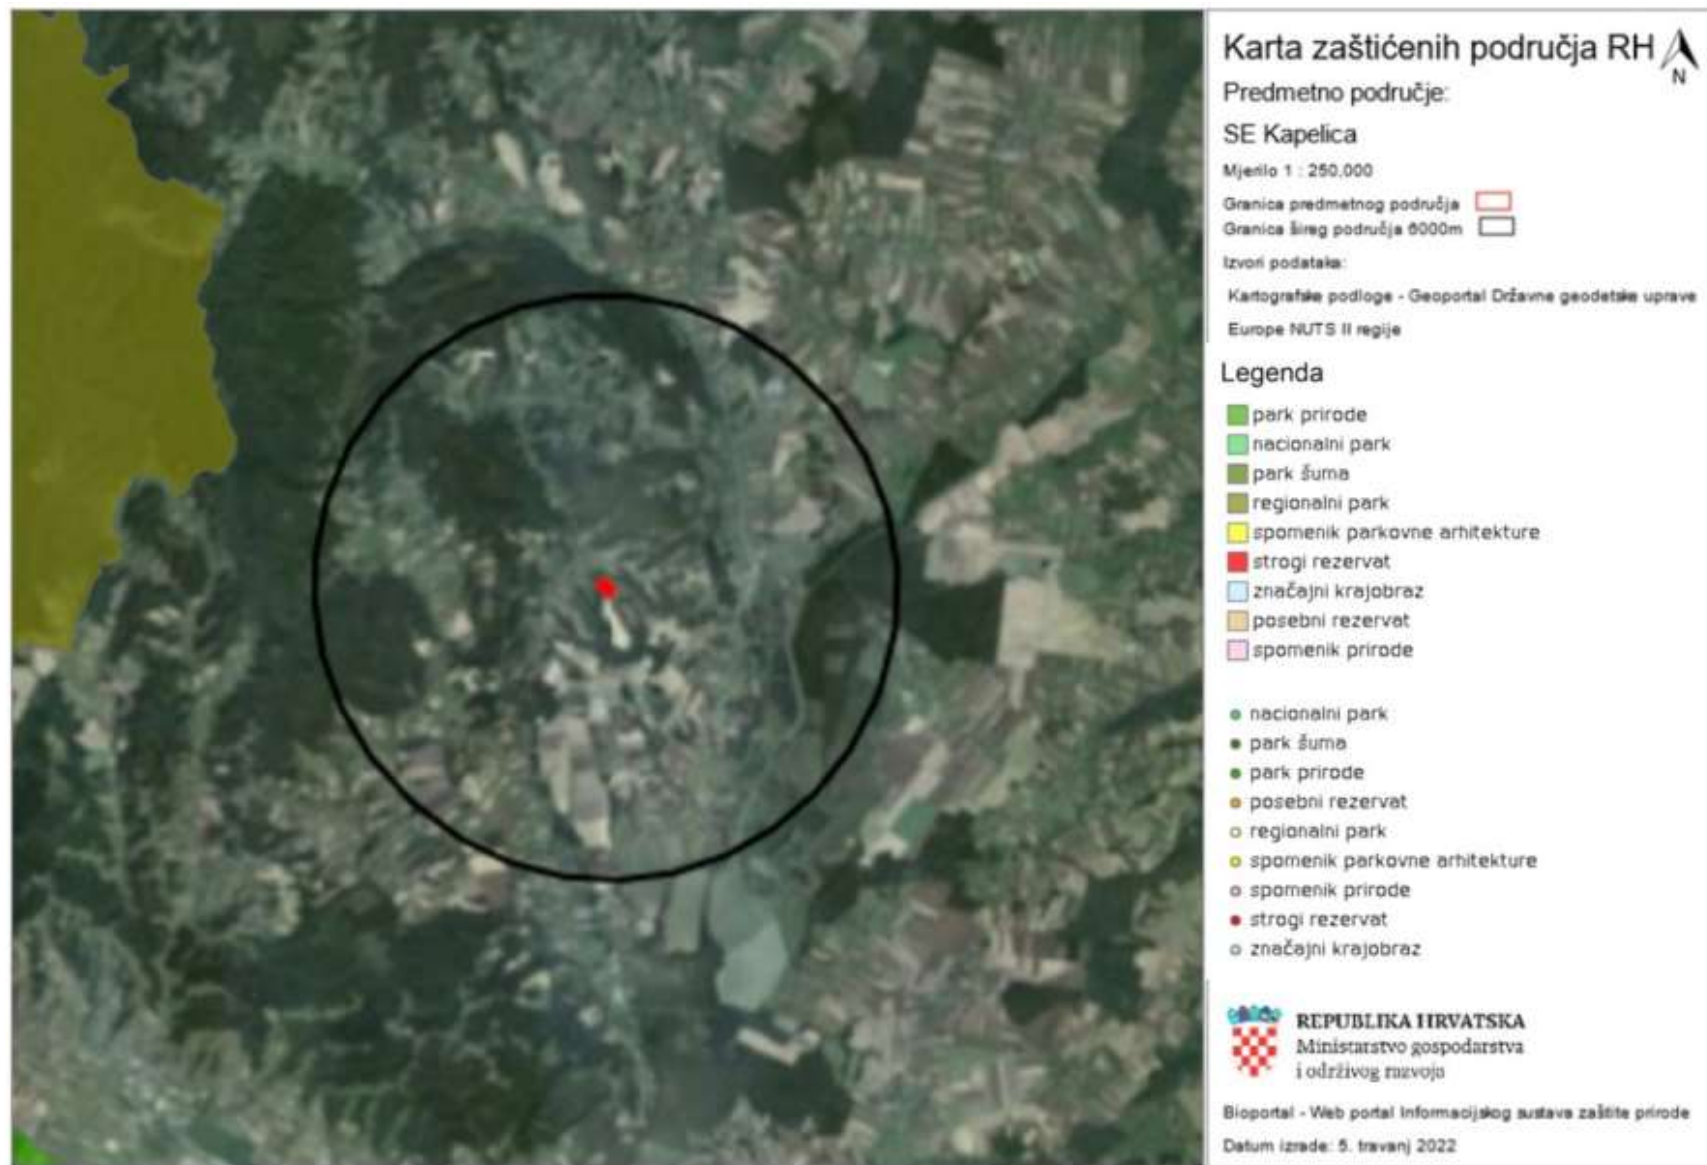 Karta zaštićenih područja RH
N
Predmetno područje:
SE Kapelica
Mjerilo 1 : 250.000
Granica predmetnog područja
Granica šireg područja 6000m
Izvori podataka:
Kartografske podloge - Geoportal Državne geodetske uprave
Europe NUTS II regije
Legenda
park prirode
nacionalni park
park šuma
regionalni park
spomenik parkovne arhitekture
strogi rezervat
značajni krajobraz
posebni rezervat
spomenik prirode
nacionalni park
park šuma
park prirode
posebni rezervat
regionalni park
spomenik parkovne arhitekture
spomenik prirode
strogi rezervat
značajni krajobraz
REPUBLIKA HRVATSKA
Ministarstvo gospodarstva
i održivog razvoja
Bioportal - Web portal Informacijskog sustava zaštite prirode
Datum izrade: 5. travanj 2022